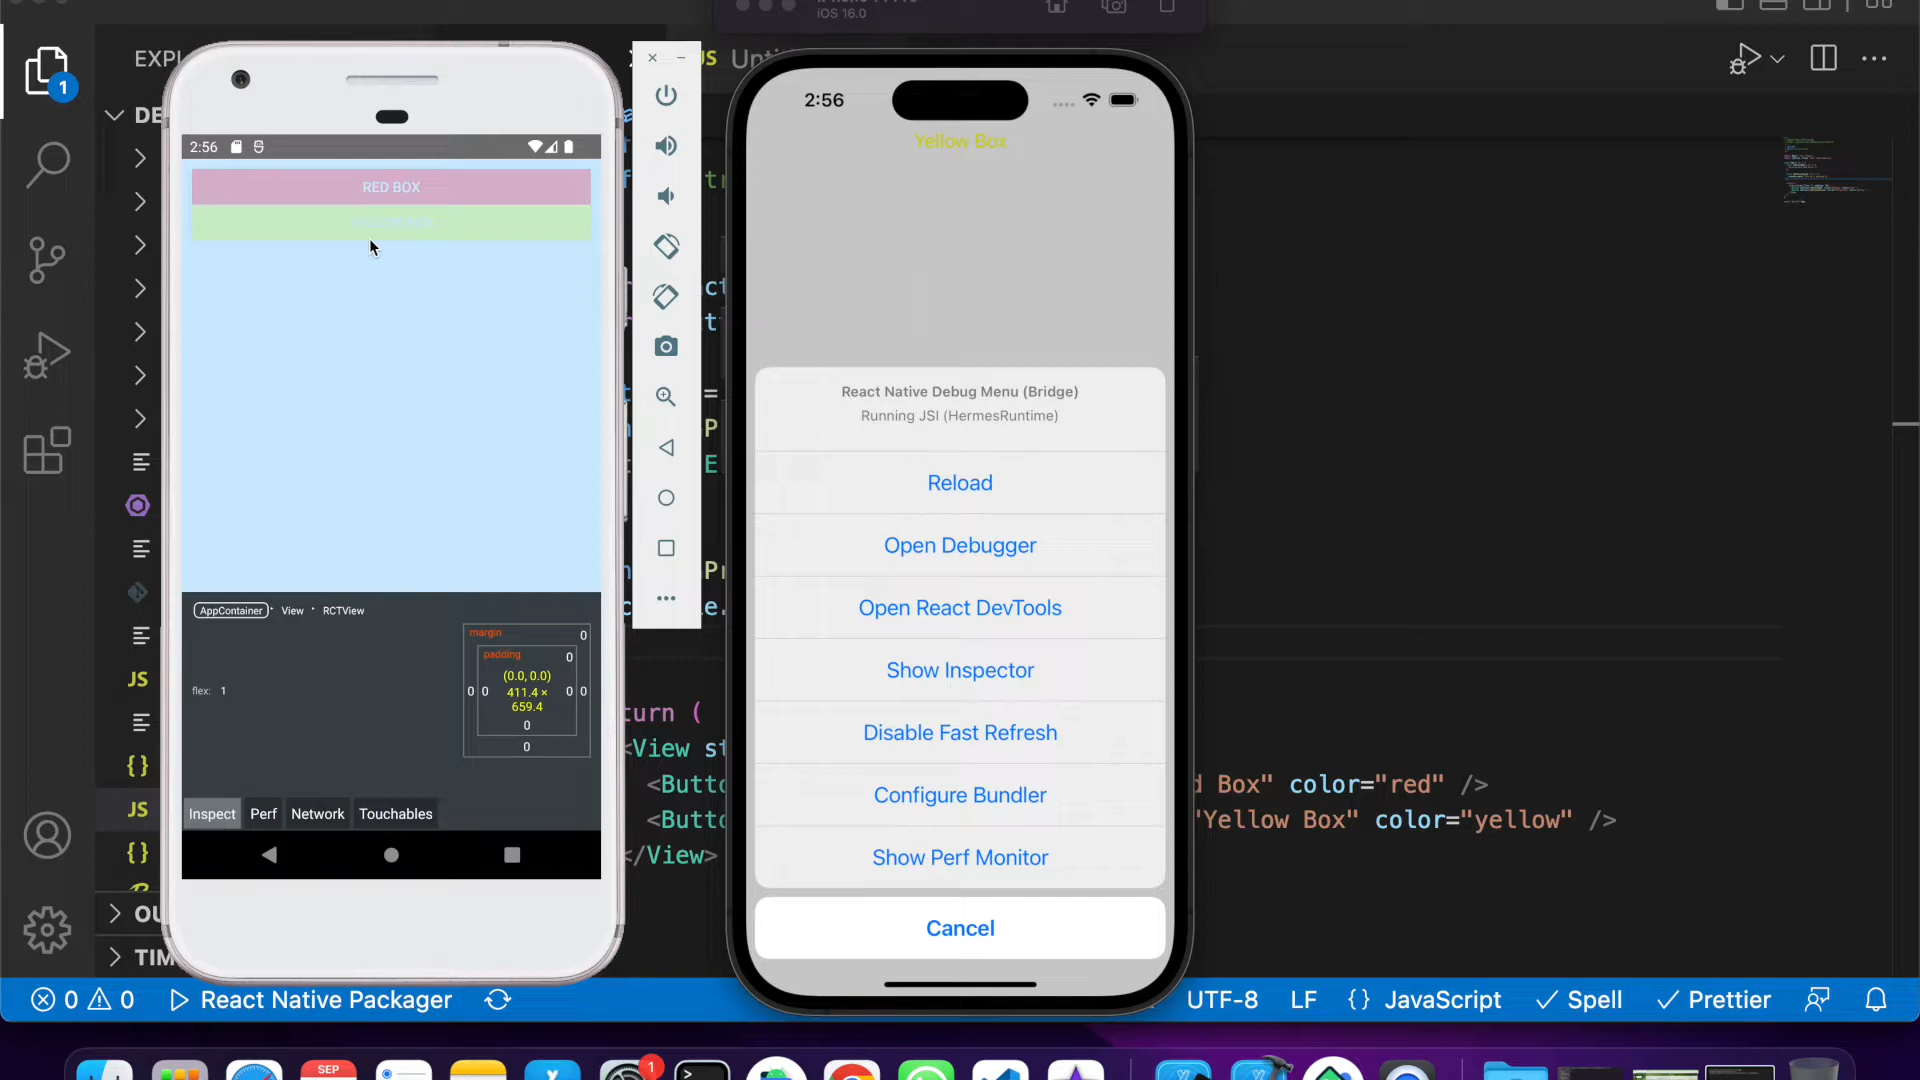 iOS 16.0
EXPL
JS
Unti
1
DE
2:56
RED BOX
2:56
Yellow Box
React Native Debug Menu (Bridge)
Running JSI (HermesRuntime)
Reload
Open Debugger
Open React DevTools
Show Inspector
Disable Fast Refresh
Configure Bundler
Show Perf Monitor
Cancel
AppContainer View RCTView
margin 0
padding 0
(0.0, 0.0)
0 0 411.4 × 0 0
659.4
0
0
flex: 1
Inspect Perf Network Touchables
turn (
<View st
<Butto d Box" color="red" />
<Butto "Yellow Box" color="yellow" />
</View>
JS
{}
JS
{}
OU
TIM
0 0 React Native Packager UTF-8 LF {} JavaScript Spell Prettier
SEP
1